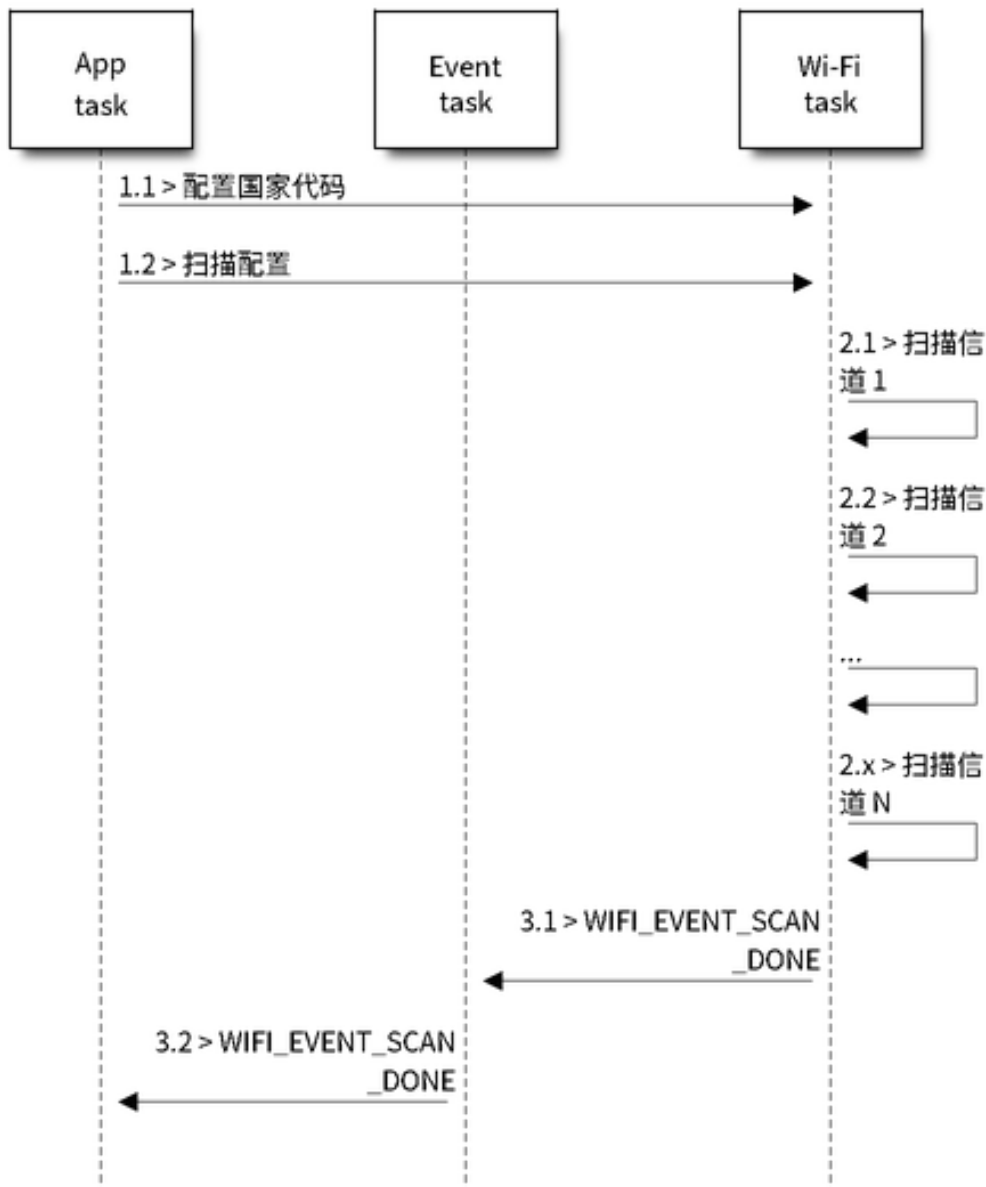 App
task
Event
task
Wi-Fi
task
1.1 > 配置国家代码
1.2 > 扫描配置
2.1 > 扫描信
道 1
2.2 > 扫描信
道 2
...
2.x > 扫描信
道 N
3.1 > WIFI_EVENT_SCAN
_DONE
3.2 > WIFI_EVENT_SCAN
_DONE